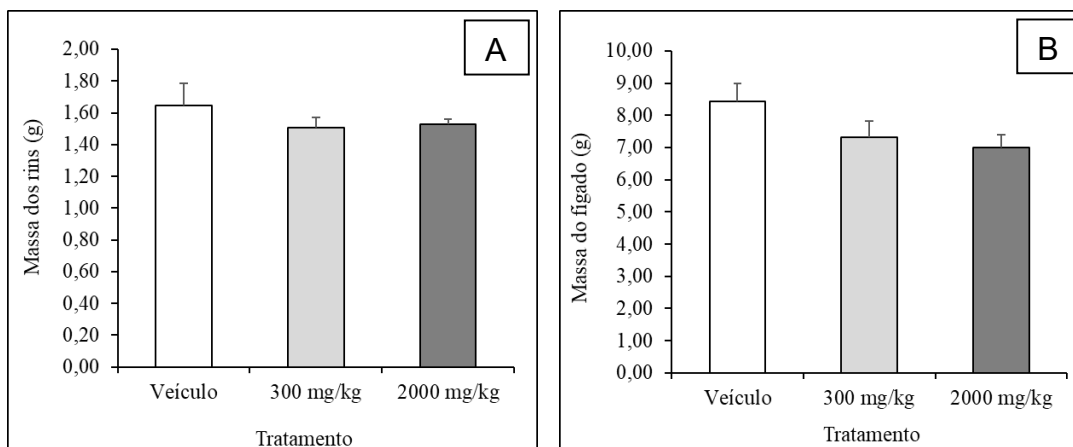 A
Massa dos rins (g)
2,00
1,80
1,60
1,40
1,20
1,00
0,80
0,60
0,40
0,20
0,00
Veículo 300 mg/kg 2000 mg/kg
Tratamento
B
Massa do fígado (g)
10,00
9,00
8,00
7,00
6,00
5,00
4,00
3,00
2,00
1,00
0,00
Veículo 300 mg/kg 2000 mg/kg
Tratamento